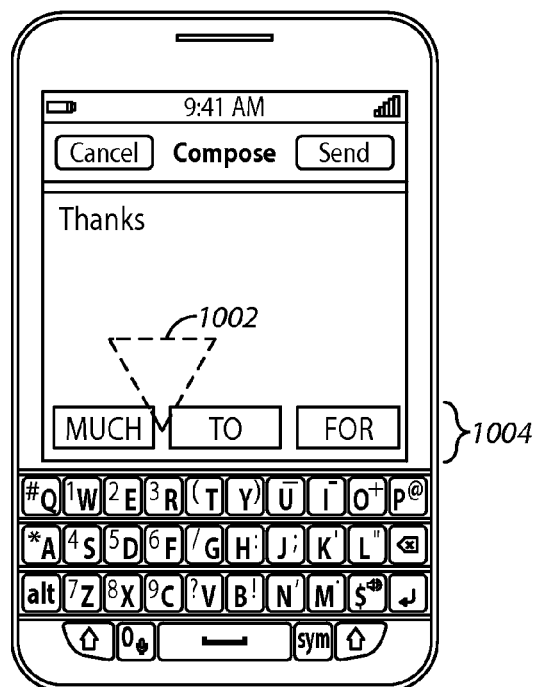 9:41 AM
Cancel Compose Send
Thanks
1002
MUCH TO FOR
1004
#Q 1W 2E 3R (T Y) U_ I- O+ P@
*A 4S 5D 6F /G H: J; K' L" 
alt 7Z 8X 9C ?V B! N, M. $
0 sym